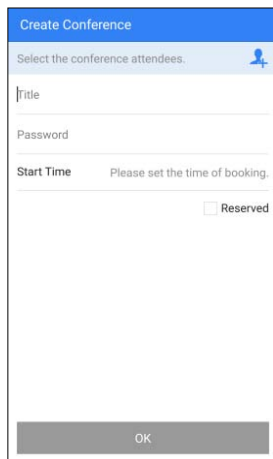 Create Conference
Select the conference attendees.
Title
Password
Start Time Please set the time of booking.
Reserved
OK